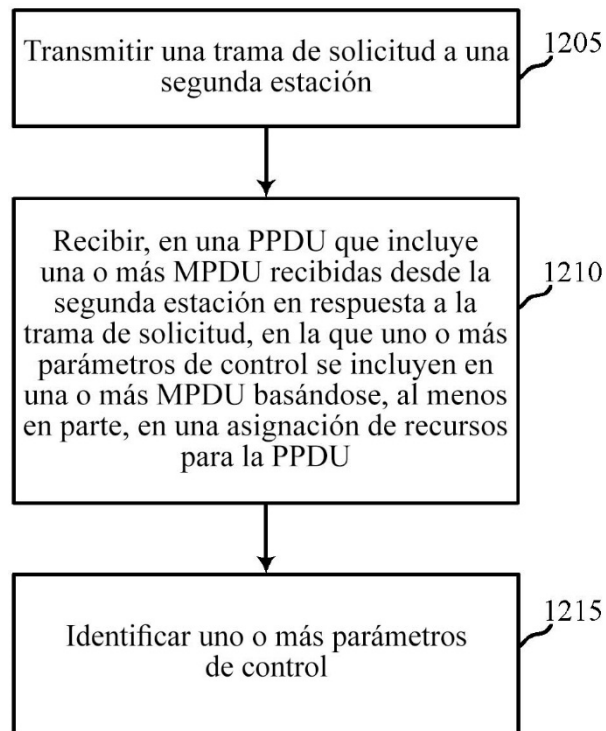 Transmitir una trama de solicitud a una
segunda estación
1205
Recibir, en una PPDU que incluye
una o más MPDU recibidas desde la
segunda estación en respuesta a la
trama de solicitud, en la que uno o más
parámetros de control se incluyen en
una o más MPDU basándose, al menos
en parte, en una asignación de recursos
para la PPDU
1210
Identificar uno o más parámetros
de control
1215